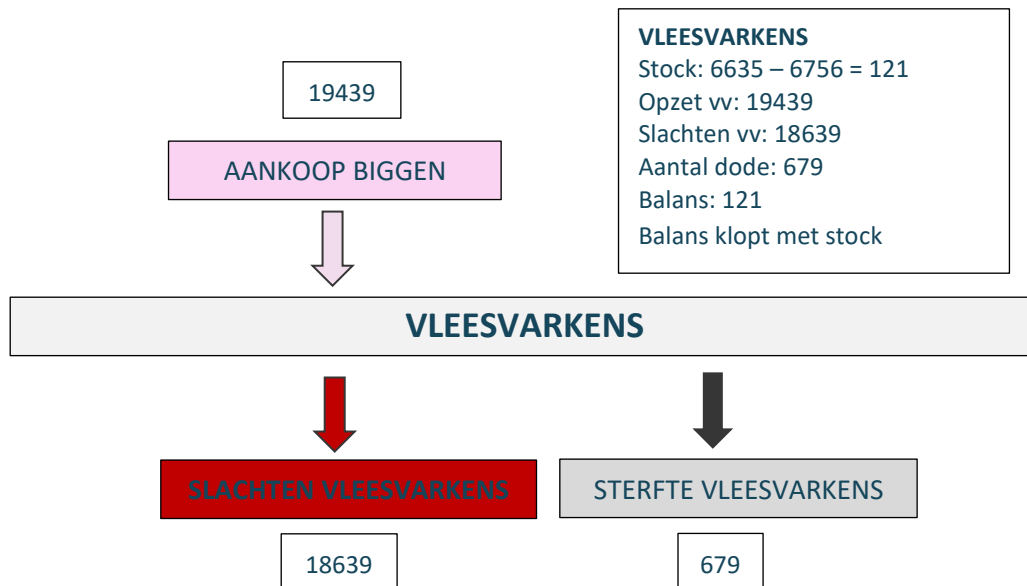 VLEESVARKENS
Stock: 6635 – 6756 = 121
Opzet vv: 19439
Slachten vv: 18639
Aantal dode: 679
Balans: 121
Balans klopt met stock
19439
AANKOOP BIGGEN
VLEESVARKENS
SLACHTEN VLEESVARKENS
STERFTE VLEESVARKENS
18639
679